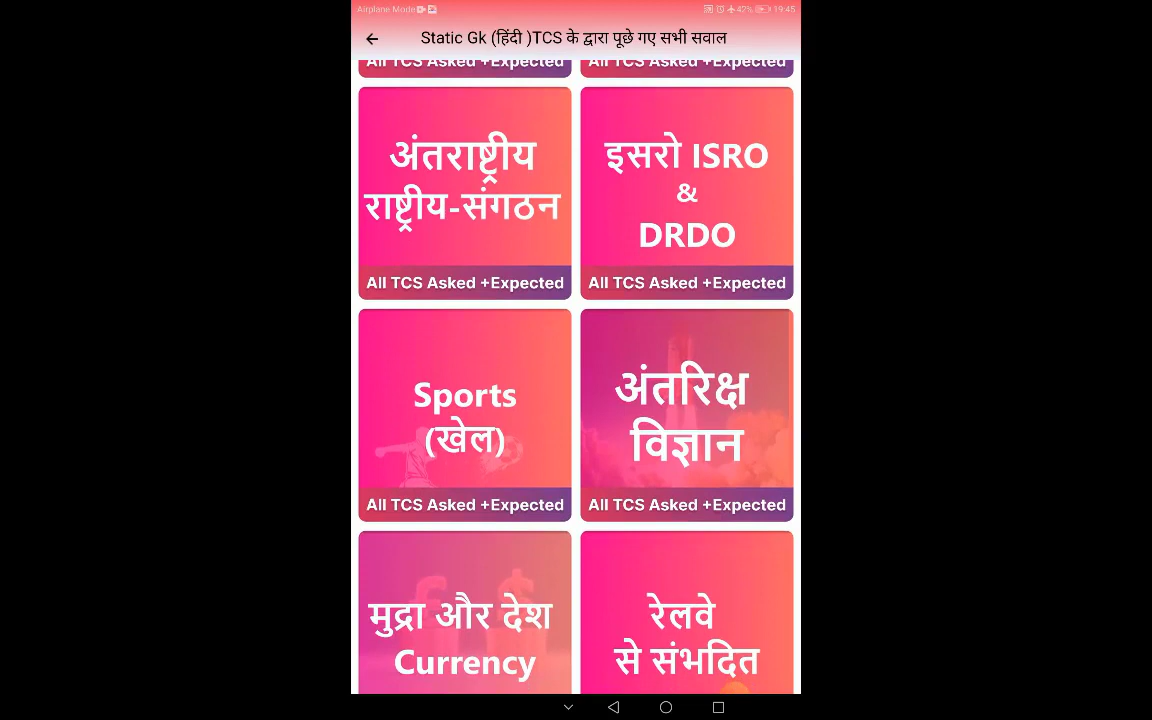 Airplane Mode
42% 19:45
Static Gk (हिंदी )TCS के द्वारा पूछे गए सभी सवाल
All TCS Asked +Expected
All TCS Asked +Expected
अंतराष्ट्रीय
राष्ट्रीय-संगठन
All TCS Asked +Expected
इसरो ISRO
&
DRDO
All TCS Asked +Expected
Sports
(खेल)
All TCS Asked +Expected
अंतरिक्ष
विज्ञान
All TCS Asked +Expected
मुद्रा और देश
Currency
रेलवे
से संभदित